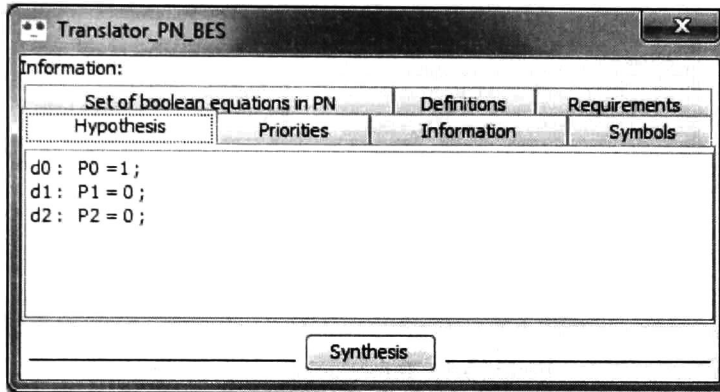 Translator_PN_BES
X
Information:
Set of boolean equations in PN Definitions Requirements
Hypothesis Priorities Information Symbols
d0 : P0 =1 ;
d1 : P1 = 0 ;
d2 : P2 = 0 ;
Synthesis